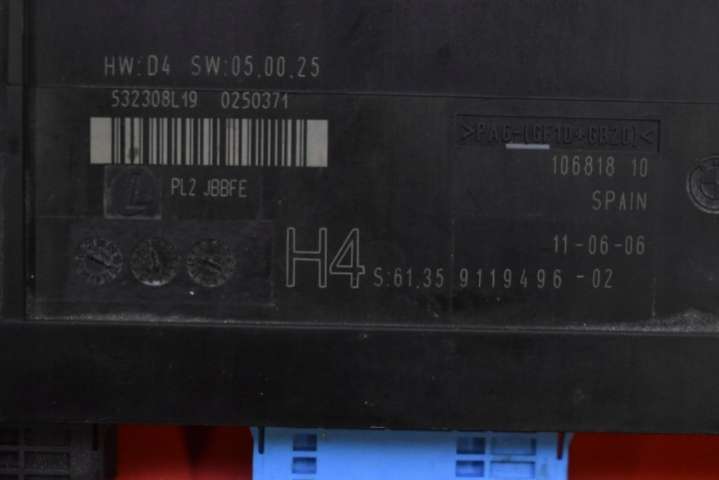 HW:D4 SW:05.00.25
532308L19 0250371
>PA6-(GF10+GB20)<
106818 10
PL2 JBBFE
SPAIN
11-06-06
H4 S:61.35 9119496-02